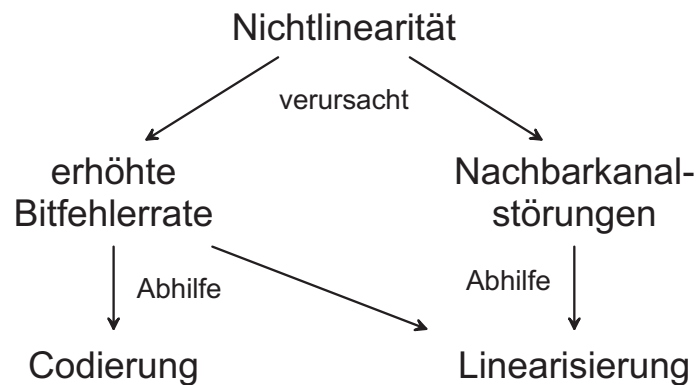 Nichtlinearität
verursacht
erhöhte
Bitfehlerrate
Nachbarkanal-
störungen
Abhilfe
Abhilfe
Codierung
Linearisierung